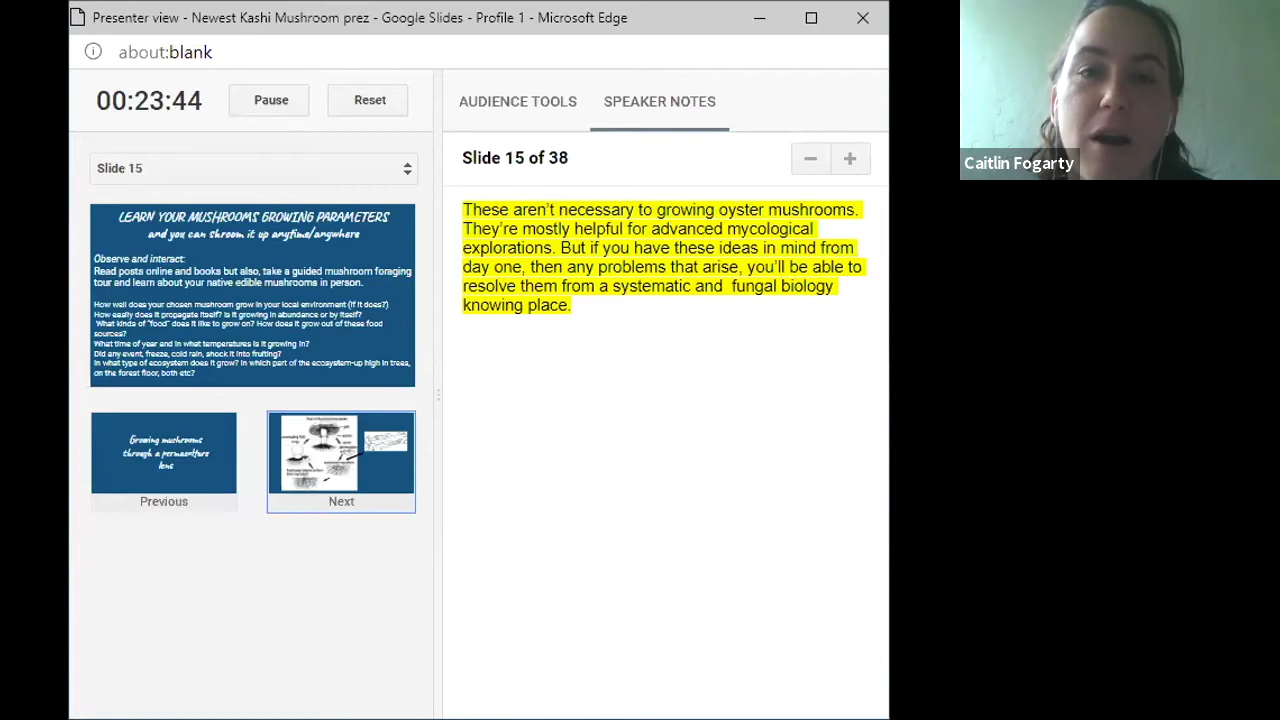 Presenter view - Newest Kashi Mushroom prez - Google Slides - Profile 1 - Microsoft Edge
about:blank
00:23:44
Pause
Reset
AUDIENCE TOOLS
SPEAKER NOTES
Slide 15
Slide 15 of 38
LEARN YOUR MUSHROOMS GROWING PARAMETERS
and you can shroom it up anytime/anywhere
Observe and interact:
Read posts online and books but also, take a guided mushroom foraging
tour and learn about your native edible mushrooms in person.
How well does your chosen mushroom grow in your local environment (if it does?)
How easily does it propagate itself? Is it growing in abundance or by itself?
What kinds of "food" does it like to grow on? How does it grow out of these food
sources?
What time of year and in what temperatures is it growing in?
Did any event, freeze, cold rain, shock it into fruiting?
In what type of ecosystem does it grow? In which part of the ecosystem-up high in trees,
on the forest floor, both etc?
Growing mushrooms
through a permaculture
lens
Previous
Next
These aren't necessary to growing oyster mushrooms.
They're mostly helpful for advanced mycological
explorations. But if you have these ideas in mind from
day one, then any problems that arise, you'll be able to
resolve them from a systematic and  fungal biology
knowing place.
Caitlin Fogarty